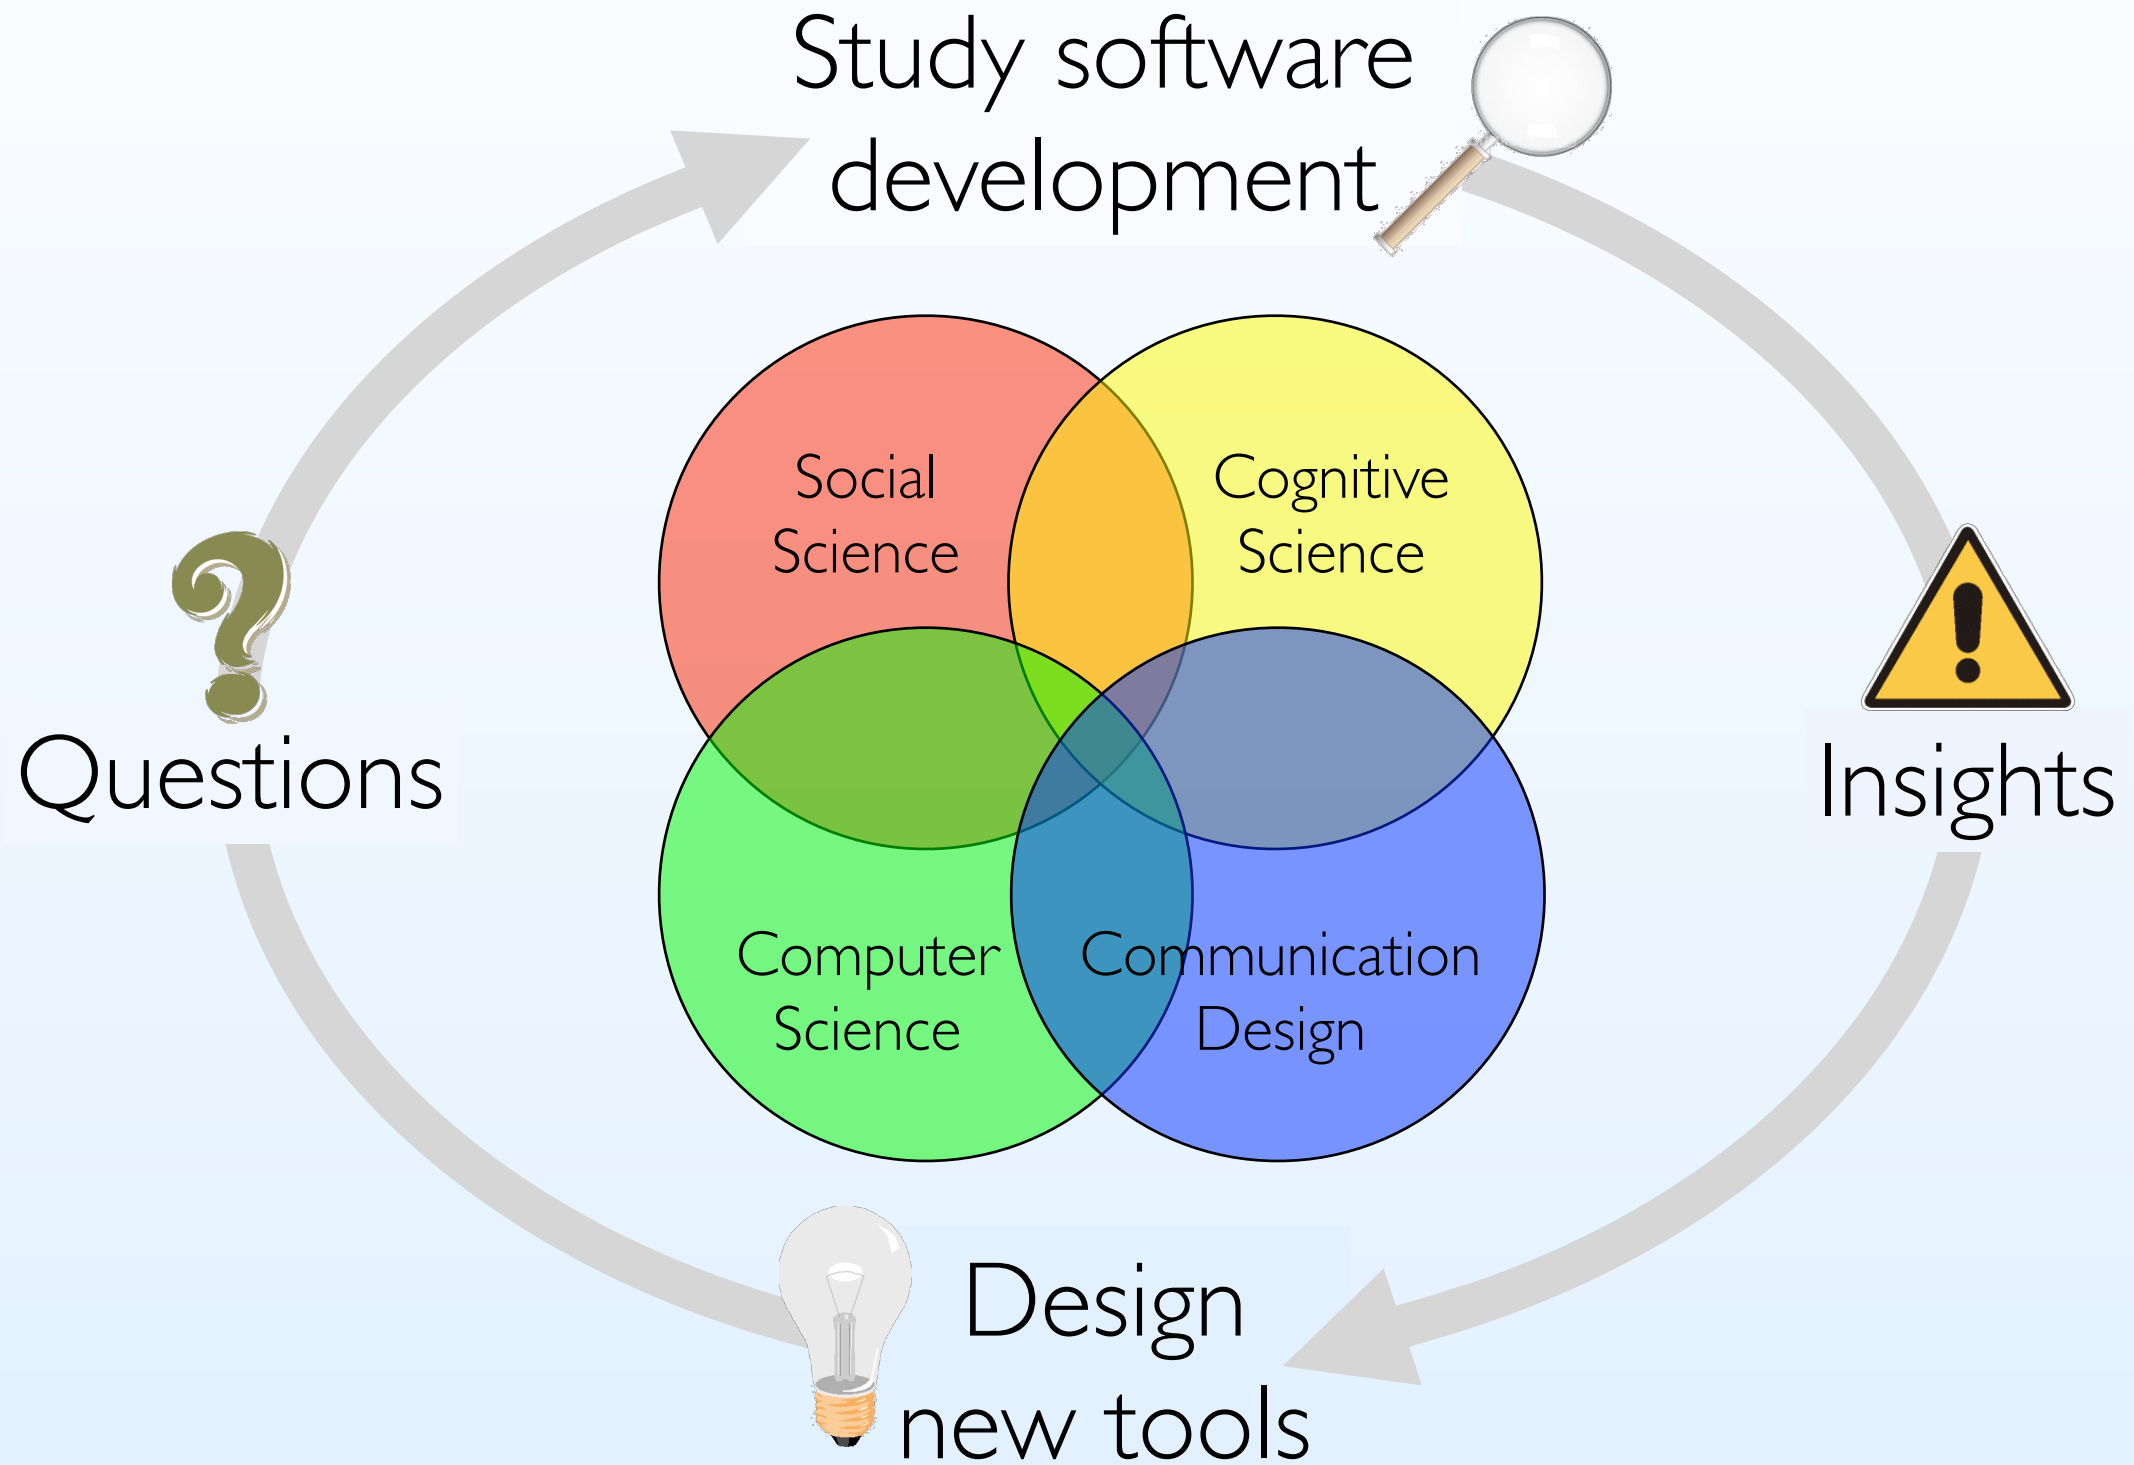 Study software
development
Social
Science
Cognitive
Science
Questions
Insights
Computer
Science
Communication
Design
Design
new tools